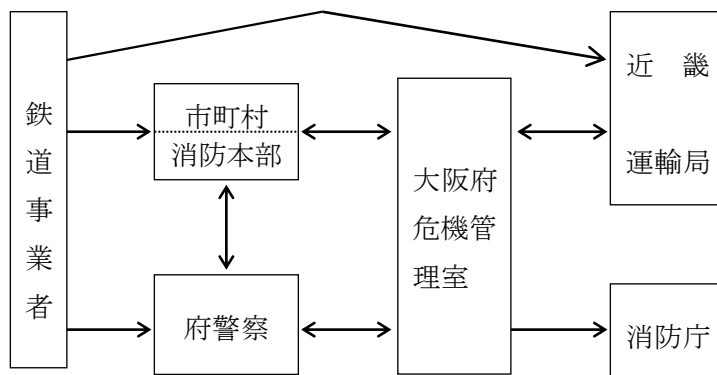 鉄道事業者
市町村
消防本部
府警察
大阪府
危機管
理室
近　畿
運輸局
消防庁